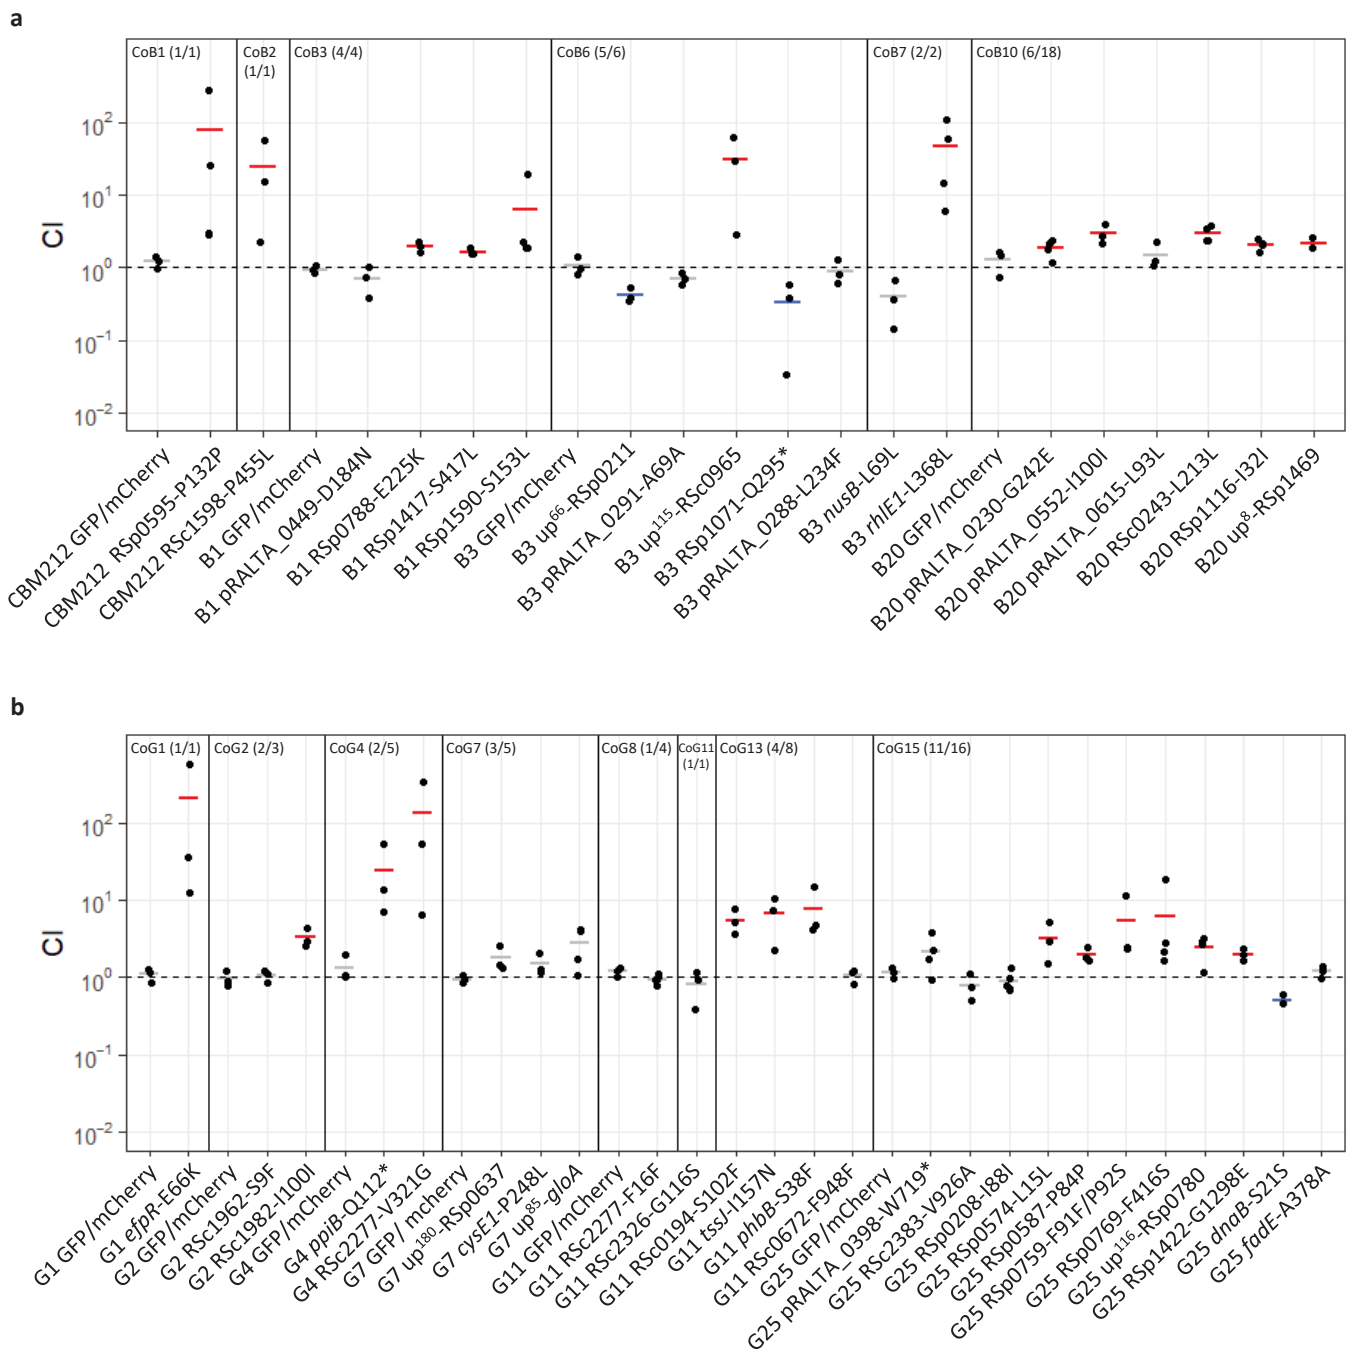 a
CoB1 (1/1)
CoB2
(1/1)
CoB3 (4/4)
CoB6 (5/6)
CoB7 (2/2)
CoB10 (6/18)
CI
10²
10¹
10⁰
10⁻¹
10⁻²
CBM212 GFP/mCherry
CBM212 RSp0595-P132P
CBM212 RSc1598-P455L
B1 GFP/mCherry
B1 pRALTA_0449-D184N
B1 RSp0788-E225K
B1 RSp1417-S417L
B1 RSp1590-S153L
B3 GFP/mCherry
B3 up⁶⁶-RSp0211
B3 pRALTA_0291-A69A
B3 up¹¹⁵-RSc0965
B3 RSp1071-Q295*
B3 pRALTA_0288-L234F
B3 nusB-L69L
B3 rhlE1-L368L
B20 GFP/mCherry
B20 pRALTA_0230-G242E
B20 pRALTA_0552-I100I
B20 pRALTA_0615-L93L
B20 RSc0243-L213L
B20 RSp1116-I32I
B20 up⁸-RSp1469
b
CoG1 (1/1)
CoG2 (2/3)
CoG4 (2/5)
CoG7 (3/5)
CoG8 (1/4)
CoG11
(1/1)
CoG13 (4/8)
CoG15 (11/16)
CI
10²
10¹
10⁰
10⁻¹
10⁻²
G1 GFP/mCherry
G1 efpR-E66K
G2 GFP/mCherry
G2 RSc1962-S9F
G2 RSc1982-I100I
G4 GFP/mCherry
G4 ppiB-Q112*
G4 RSc2277-V321G
G7 GFP/ mCherry
G7 up¹⁸⁰-RSp0637
G7 cysE1-P248L
G7 up⁸⁵-gloA
G11 GFP/mCherry
G11 RSc2277-F16F
G11 RSc2326-G116S
G11 RSc0194-S102F
G11 tssJ-I157N
G11 phbB-S38F
G11 RSc0672-F948F
G25 GFP/mCherry
G25 pRALTA_0398-W719*
G25 RSc2383-V926A
G25 RSp0208-I88I
G25 RSp0574-L15L
G25 RSp0587-P84P
G25 RSp0759-F91F/P92S
G25 RSp0769-F416S
G25 up¹¹⁶-RSp0780
G25 RSp1422-G1298E
G25 dnaB-S21S
G25 fadE-A378A